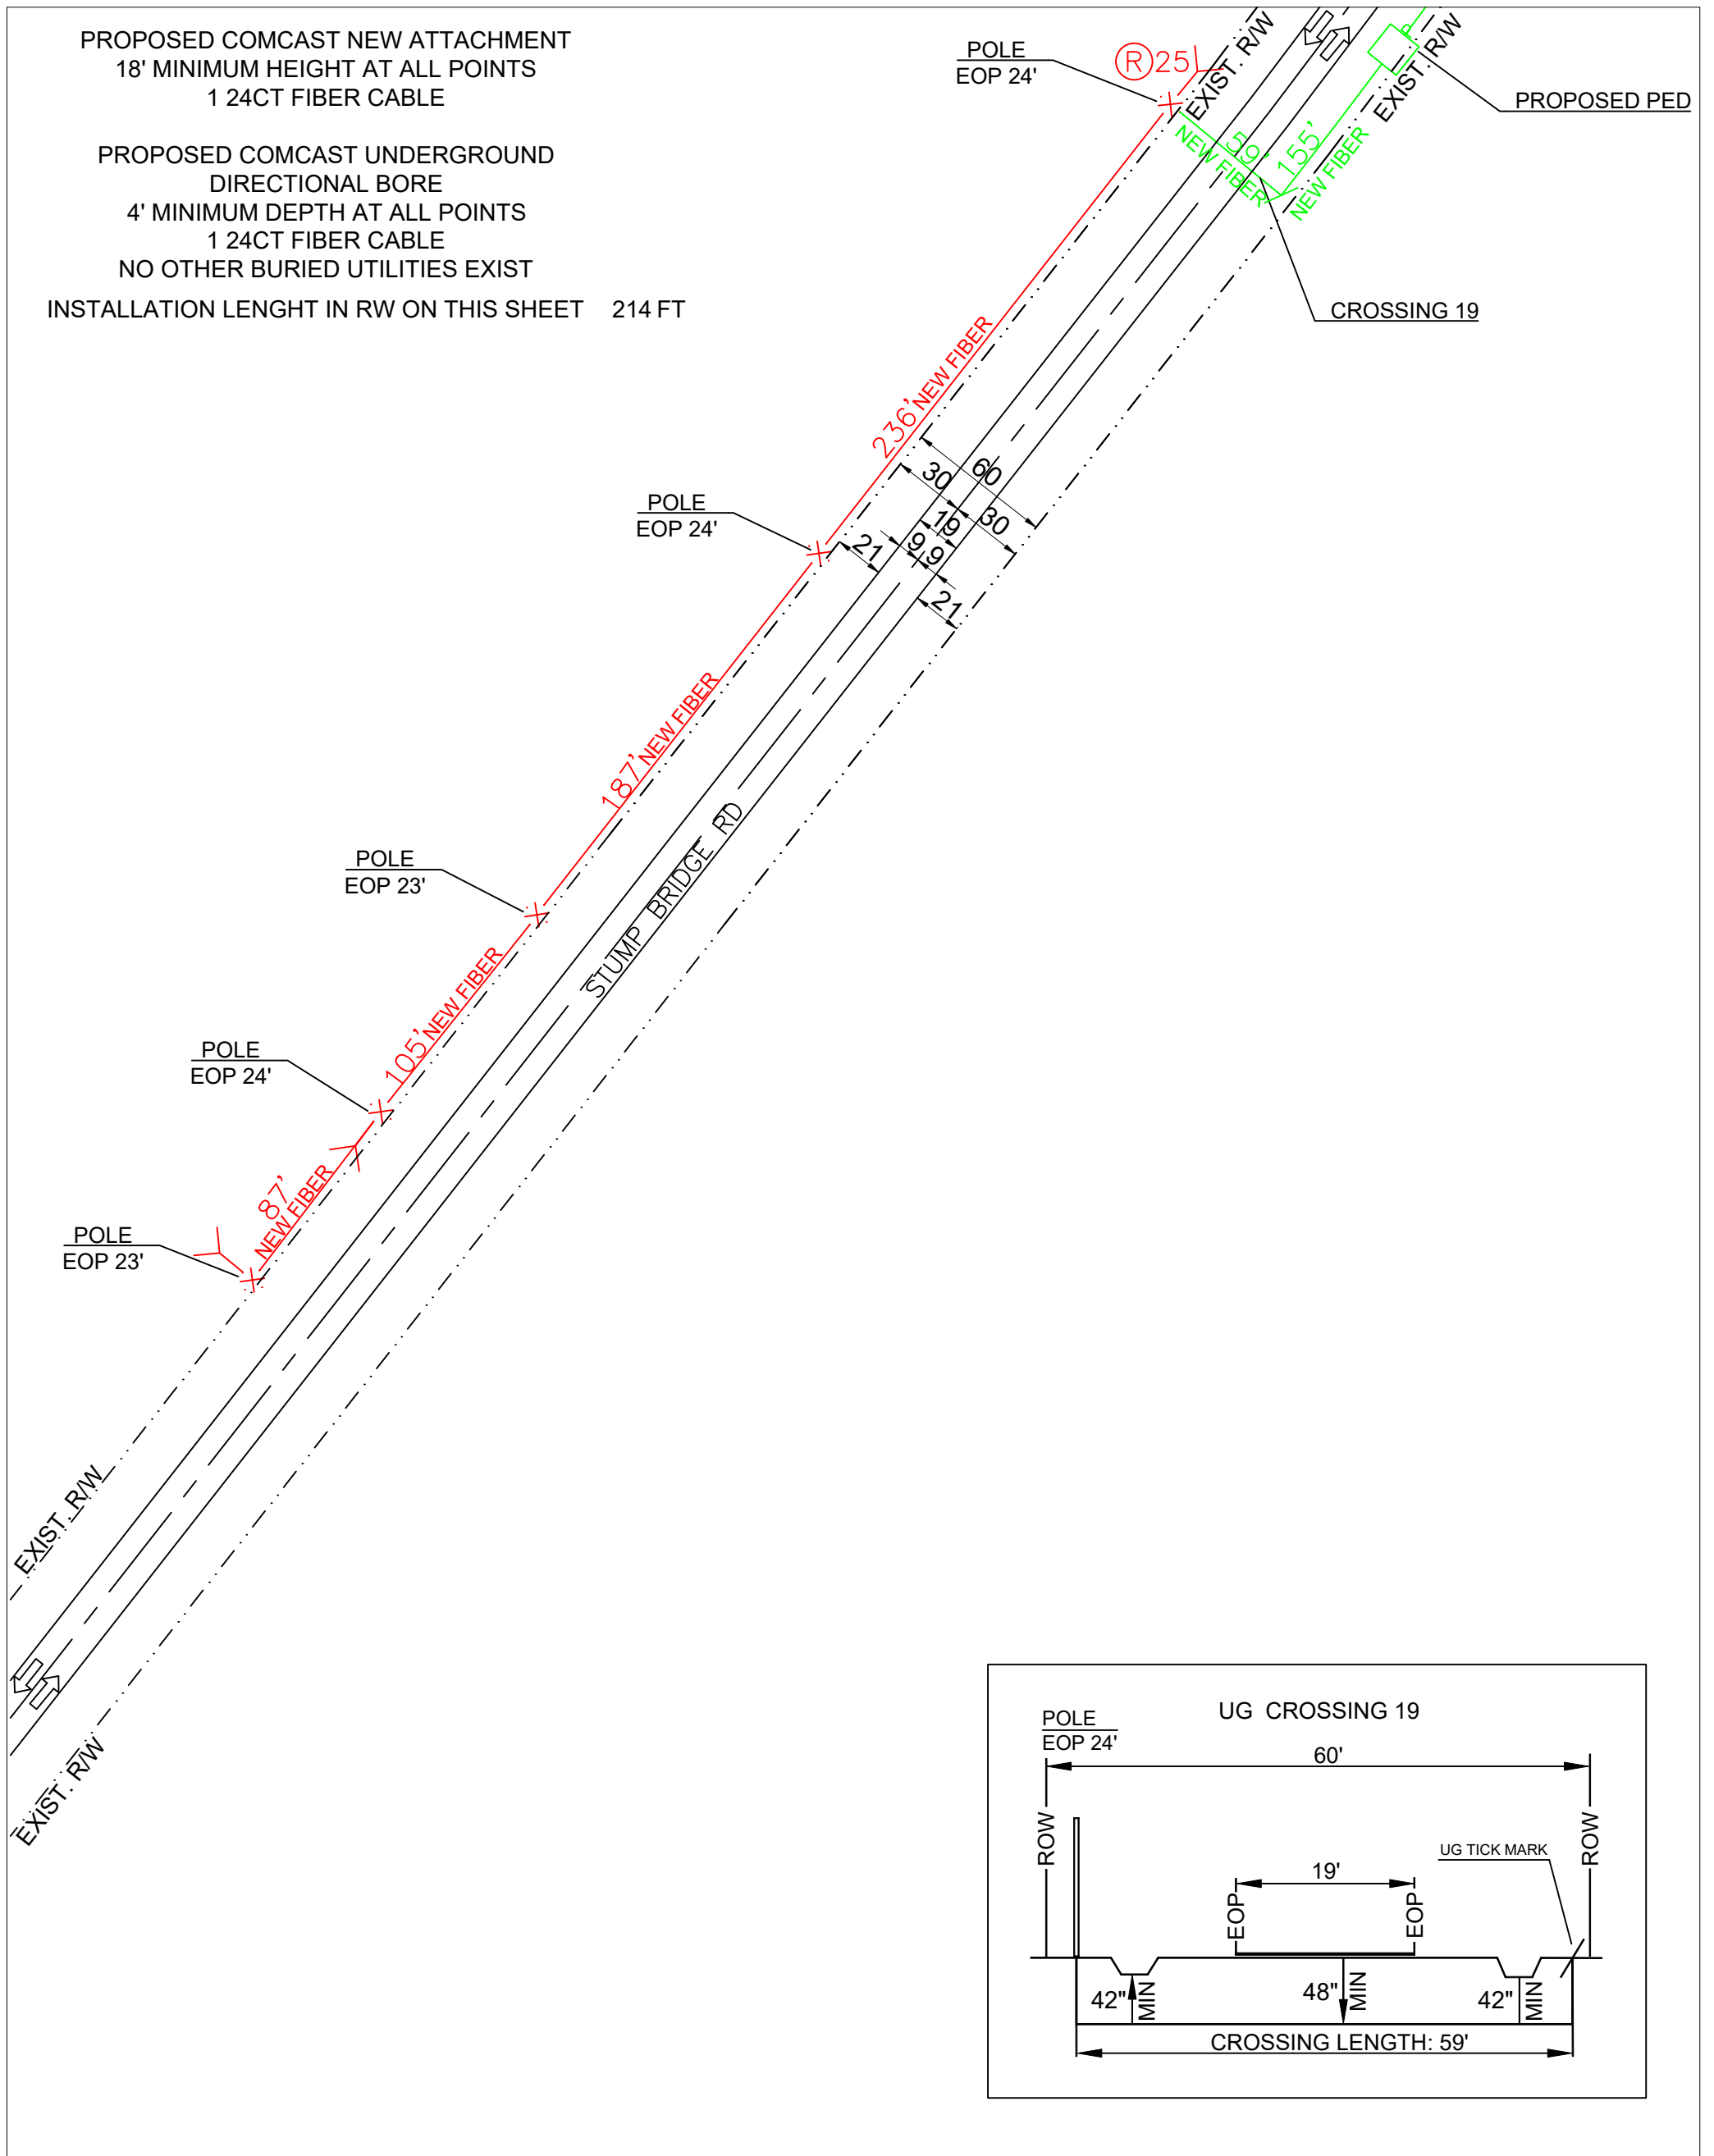 PROPOSED COMCAST NEW ATTACHMENT
18' MINIMUM HEIGHT AT ALL POINTS
1 24CT FIBER CABLE
PROPOSED COMCAST UNDERGROUND
DIRECTIONAL BORE
4' MINIMUM DEPTH AT ALL POINTS
1 24CT FIBER CABLE
NO OTHER BURIED UTILITIES EXIST
INSTALLATION LENGHT IN RW ON THIS SHEET 214 FT
POLE
EOP 24'
R 25
EXIST. R/W
EXIST. R/W
P
PROPOSED PED
59'
NEW FIBER
155'
NEW FIBER
CROSSING 19
236' NEW FIBER
60
30
30
19
9.9
21
21
POLE
EOP 24'
187' NEW FIBER
STUMP BRIDGE RD
POLE
EOP 23'
105' NEW FIBER
POLE
EOP 24'
87'
NEW FIBER
POLE
EOP 23'
EXIST. R/W
EXIST. R/W
UG CROSSING 19
POLE
EOP 24'
60'
ROW
ROW
UG TICK MARK
19'
EOP
EOP
42" MIN
48" MIN
42" MIN
CROSSING LENGTH: 59'